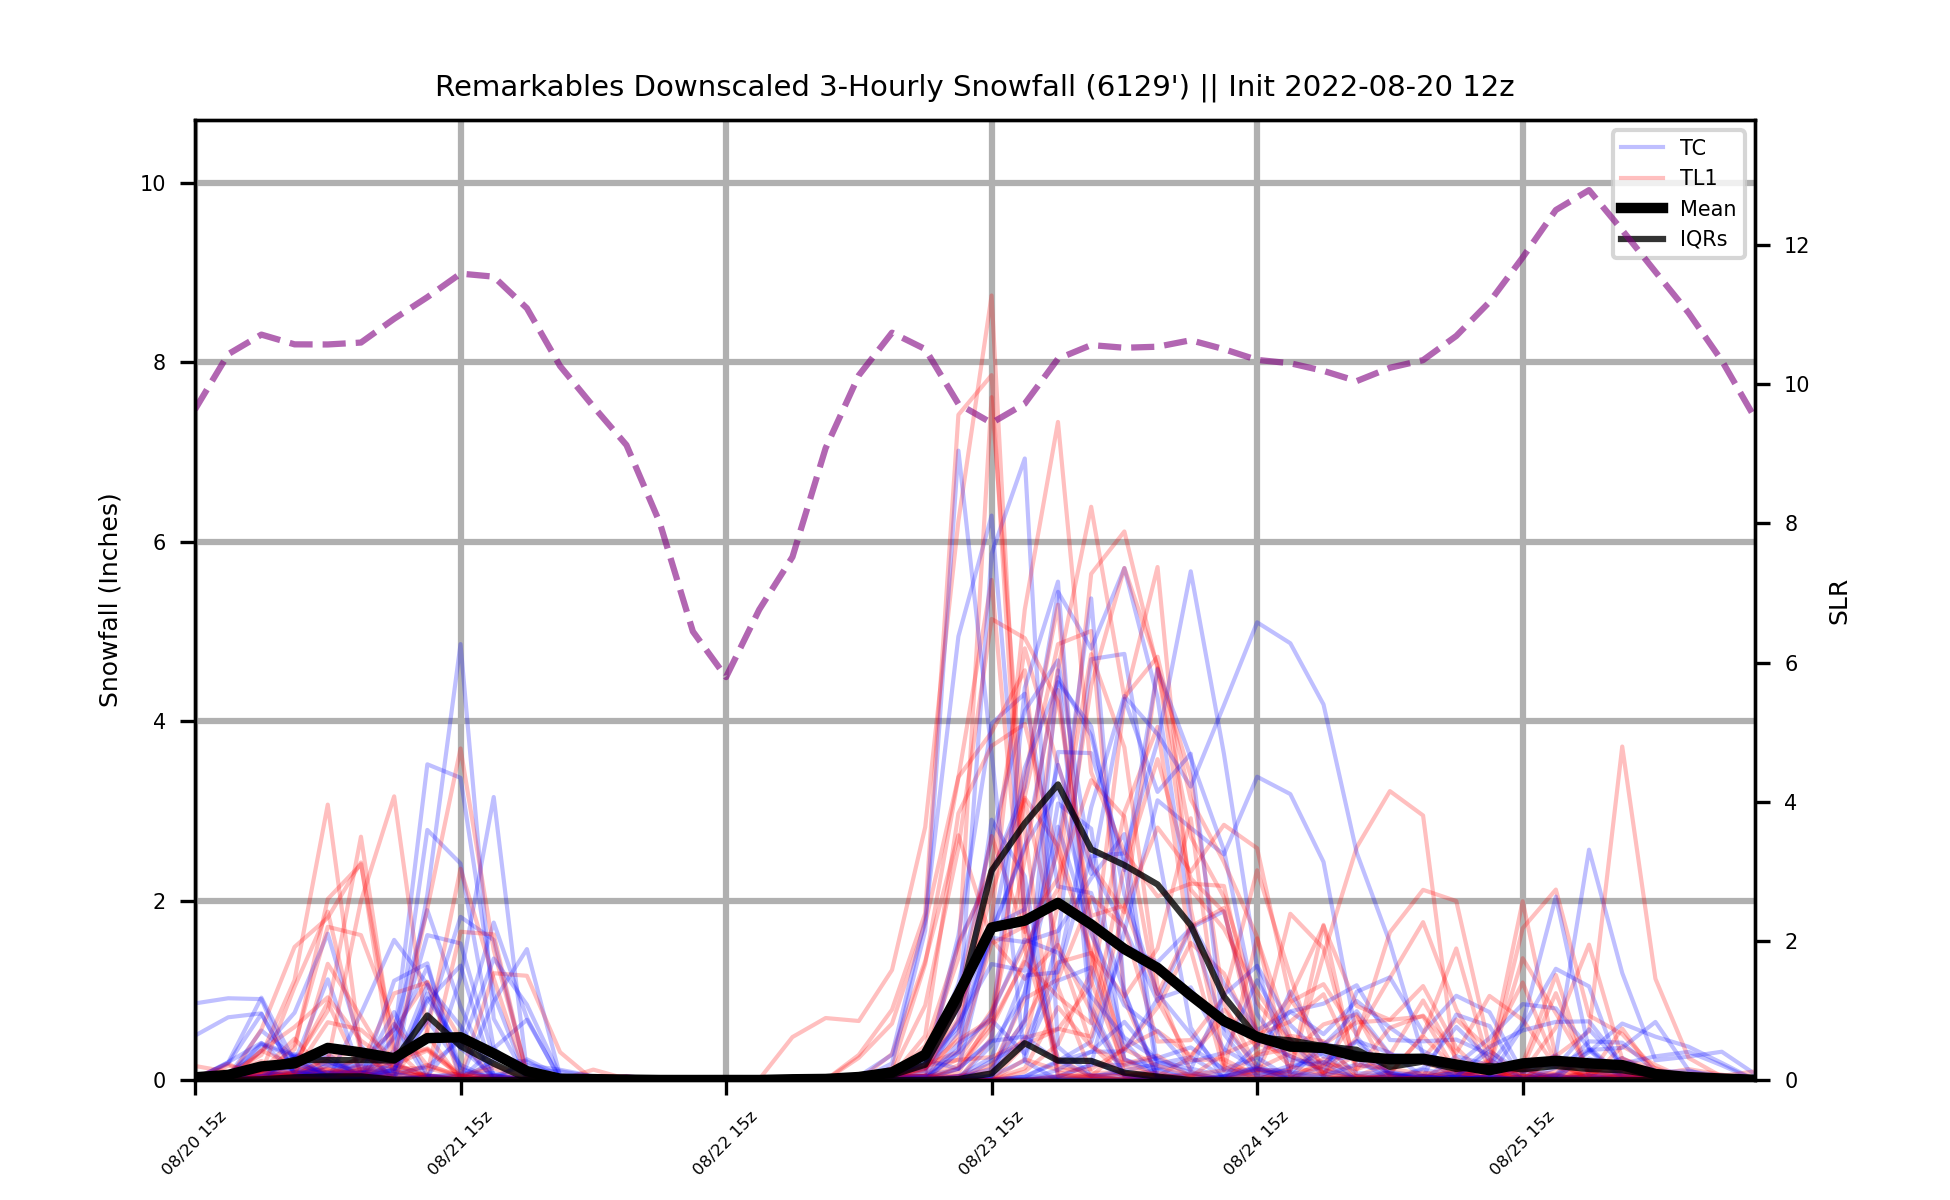 Remarkables Downscaled 3-Hourly Snowfall (6129') || Init 2022-08-20 12z
TC
TL1
Mean
IQRs
Snowfall (Inches)
10
8
6
4
2
0
SLR
12
10
8
6
4
2
0
08/20 15z
08/21 15z
08/22 15z
08/23 15z
08/24 15z
08/25 15z